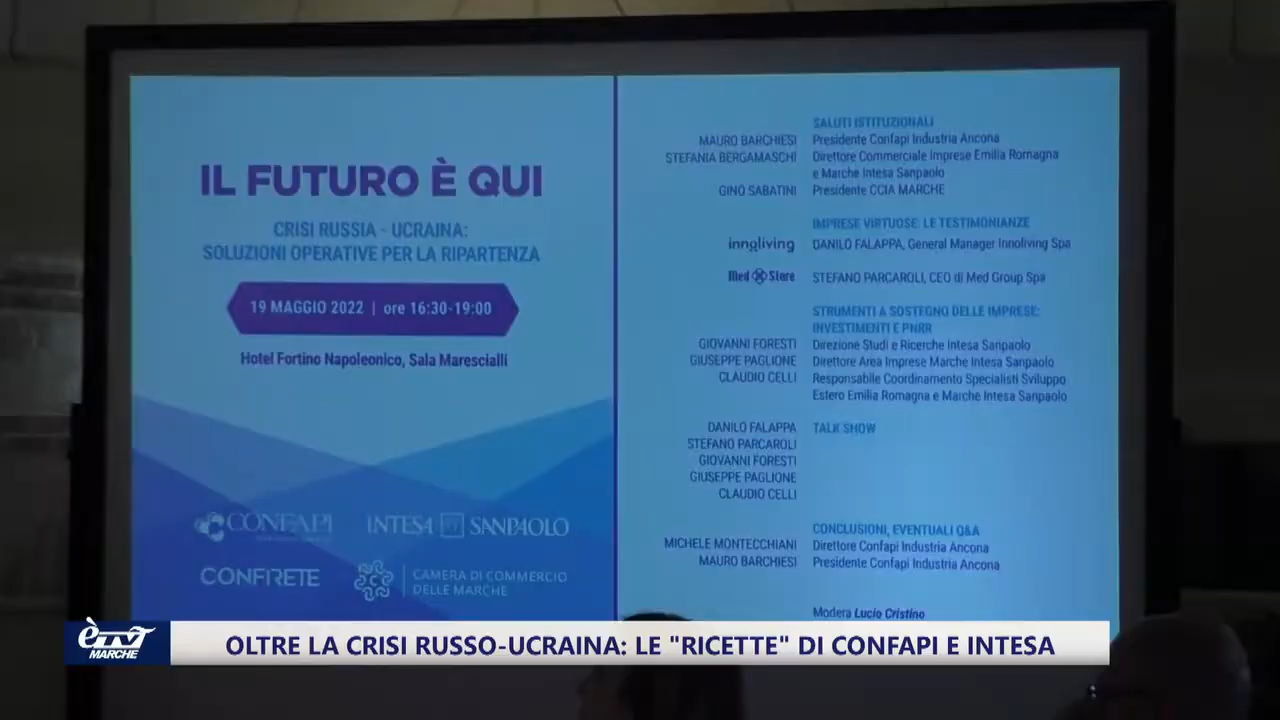 IL FUTURO È QUI
CRISI RUSSIA - UCRAINA:
SOLUZIONI OPERATIVE PER LA RIPARTENZA
19 MAGGIO 2022 | ore 16:30-19:00
Hotel Fortino Napoleonico, Sala Marescialli
CONFAPI INTESA SANPAOLO
CONFIRETE CAMERA DI COMMERCIO
DELLE MARCHE
SALUTI ISTITUZIONALI
MAURO BARCHIESI Presidente Confapi Industria Ancona
STEFANIA BERGAMASCHI Direttore Commerciale Imprese Emilia Romagna
e Marche Intesa Sanpaolo
GINO SABATINI Presidente CCIA MARCHE
IMPRESE VIRTUOSE: LE TESTIMONIANZE
innoliving DANILO FALAPPA, General Manager Innoliving Spa
Med Store STEFANO PARCAROLI, CEO di Med Group Spa
STRUMENTI A SOSTEGNO DELLE IMPRESE:
INVESTIMENTI E PNRR
GIOVANNI FORESTI Direzione Studi e Ricerche Intesa Sanpaolo
GIUSEPPE PAGLIONE Direttore Area Imprese Marche Intesa Sanpaolo
CLAUDIO CELLI Responsabile Coordinamento Specialisti Sviluppo
Estero Emilia Romagna e Marche Intesa Sanpaolo
DANILO FALAPPA TALK SHOW
STEFANO PARCAROLI
GIOVANNI FORESTI
GIUSEPPE PAGLIONE
CLAUDIO CELLI
CONCLUSIONI, EVENTUALI Q&A
MICHELE MONTECCHIANI Direttore Confapi Industria Ancona
MAURO BARCHIESI Presidente Confapi Industria Ancona
Modera Lucio Cristino
èTV MARCHE
OLTRE LA CRISI RUSSO-UCRAINA: LE "RICETTE" DI CONFAPI E INTESA